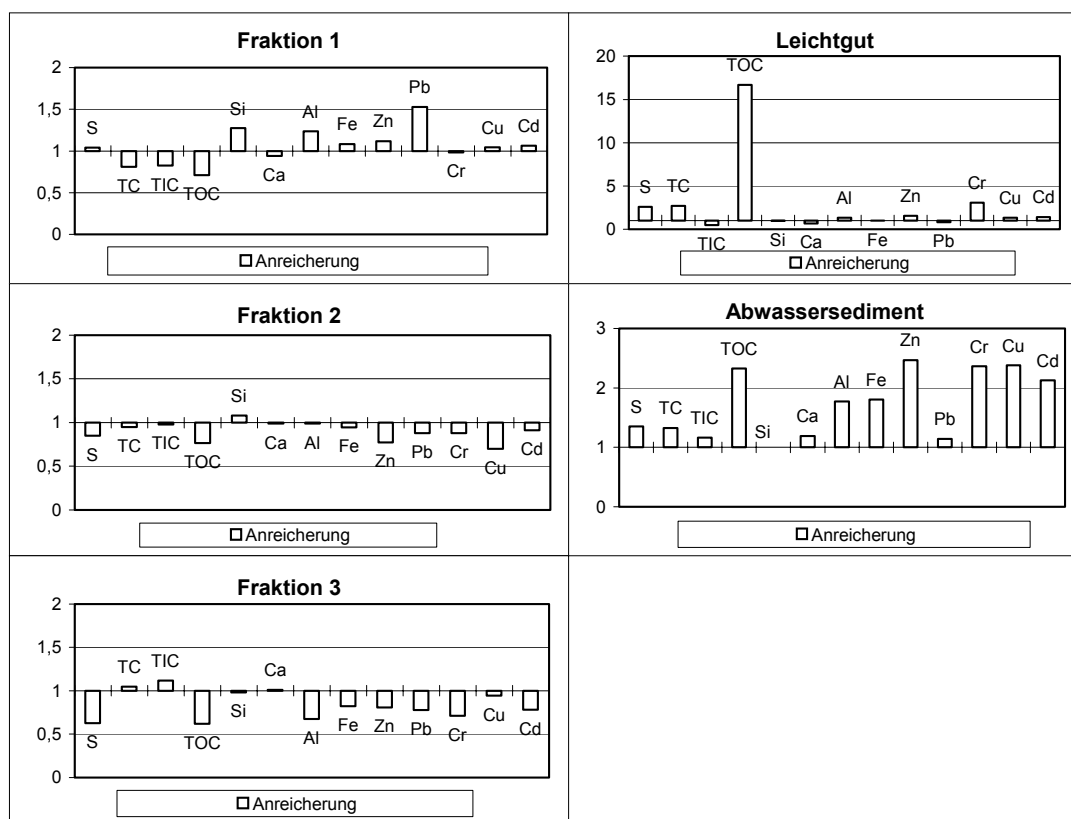 Fraktion 1
2
1,5
1
0,5
0
S
TC
TIC
TOC
Si
Ca
Al
Fe
Zn
Pb
Cr
Cu
Cd
Anreicherung
Leichtgut
20
15
10
5
0
S
TC
TIC
TOC
Si
Ca
Al
Fe
Zn
Pb
Cr
Cu
Cd
Anreicherung
Fraktion 2
2
1,5
1
0,5
0
S
TC
TIC
TOC
Si
Ca
Al
Fe
Zn
Pb
Cr
Cu
Cd
Anreicherung
Abwassersediment
3
2
1
0
S
TC
TIC
TOC
Si
Ca
Al
Fe
Zn
Pb
Cr
Cu
Cd
Anreicherung
Fraktion 3
2
1,5
1
0,5
0
S
TC
TIC
TOC
Si
Ca
Al
Fe
Zn
Pb
Cr
Cu
Cd
Anreicherung